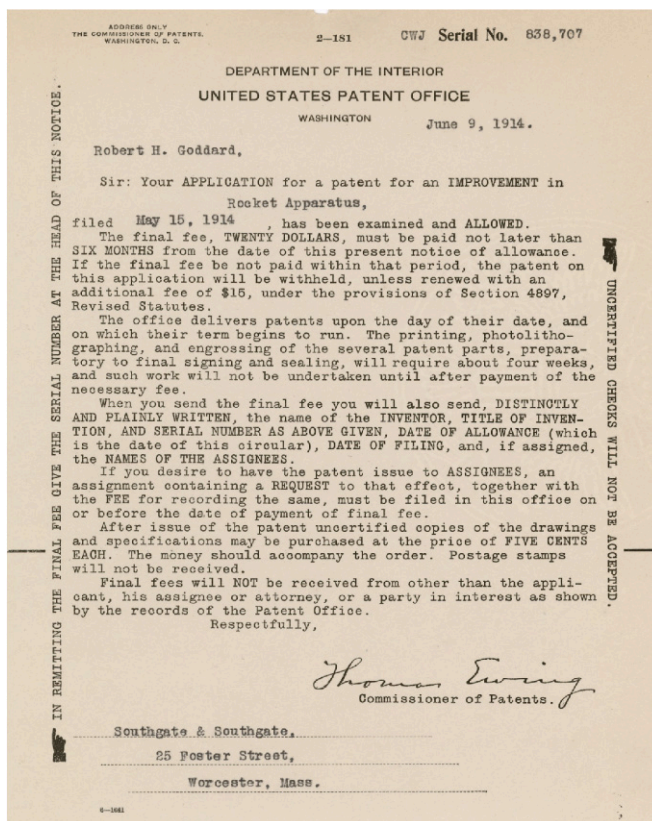 ADDRESS ONLY
THE COMMISSIONER OF PATENTS,
WASHINGTON, D. C.
2—181
CWJ Serial No. 838,707
DEPARTMENT OF THE INTERIOR
UNITED STATES PATENT OFFICE
WASHINGTON
June 9, 1914.
Robert H. Goddard,
Sir: Your APPLICATION for a patent for an IMPROVEMENT in
Rocket Apparatus,
filed May 15, 1914 , has been examined and ALLOWED.
The final fee, TWENTY DOLLARS, must be paid not later than
SIX MONTHS from the date of this present notice of allowance.
If the final fee be not paid within that period, the patent on
this application will be withheld, unless renewed with an
additional fee of $15, under the provisions of Section 4897,
Revised Statutes.
The office delivers patents upon the day of their date, and
on which their term begins to run. The printing, photolitho-
graphing, and engrossing of the several patent parts, prepara-
tory to final signing and sealing, will require about four weeks,
and such work will not be undertaken until after payment of the
necessary fee.
When you send the final fee you will also send, DISTINCTLY
AND PLAINLY WRITTEN, the name of the INVENTOR, TITLE OF INVEN-
TION, AND SERIAL NUMBER AS ABOVE GIVEN, DATE OF ALLOWANCE (which
is the date of this circular), DATE OF FILING, and, if assigned,
the NAMES OF THE ASSIGNEES.
If you desire to have the patent issue to ASSIGNEES, an
assignment containing a REQUEST to that effect, together with
the FEE for recording the same, must be filed in this office on
or before the date of payment of final fee.
After issue of the patent uncertified copies of the drawings
and specifications may be purchased at the price of FIVE CENTS
EACH. The money should accompany the order. Postage stamps
will not be received.
Final fees will NOT be received from other than the appli-
cant, his assignee or attorney, or a party in interest as shown
by the records of the Patent Office.
Respectfully,
Thomas Ewing
Commissioner of Patents.
Southgate & Southgate,
25 Foster Street,
Worcester, Mass.
6—1681
IN REMITTING THE FINAL FEE GIVE THE SERIAL NUMBER AT THE HEAD OF THIS NOTICE.
UNCERTIFIED CHECKS WILL NOT BE ACCEPTED.